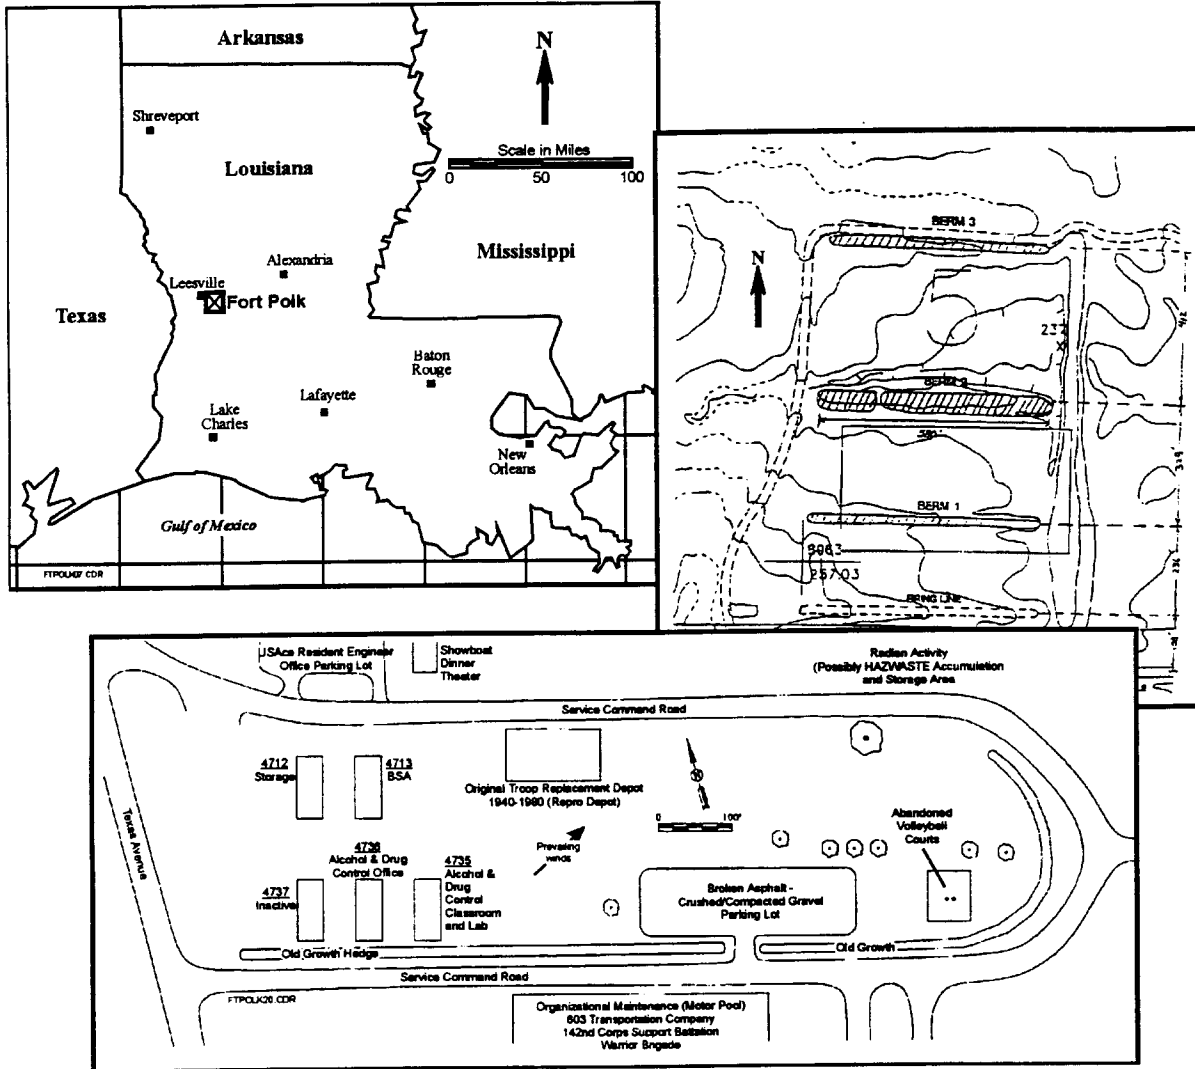 Arkansas
N
Shreveport
Scale in Miles
0 50 100
Louisiana
Mississippi
Alexandria
Leesville
Fort Polk
Texas
Baton
Rouge
Lafayette
Lake
Charles
New
Orleans
Gulf of Mexico
BERM 3
N
237
BERM 2
BERM 1
257.03
USAce Resident Engineer
Office Parking Lot
Showboat
Dinner
Theater
Radian Activity
(Possibly HAZWASTE Accumulation
and Storage Area
Service Command Road
4712
Storage
4713
BSA
Original Troop Replacement Depot
1940-1980 (Repro Depot)
0 100'
Texas Avenue
Prevailing
winds
Abandoned
Volleyball
Courts
4736
Alcohol & Drug
Control Office
4735
Alcohol &
Drug
Control
Classroom
and Lab
4737
Inactive
Broken Asphalt -
Crushed/Compacted Gravel
Parking Lot
Old Growth Hedge
Old Growth
Service Command Road
FTPOLK20.CDR
Organizational Maintenance (Motor Pool)
603 Transportation Company
142nd Corps Support Battalion
Warrior Brigade